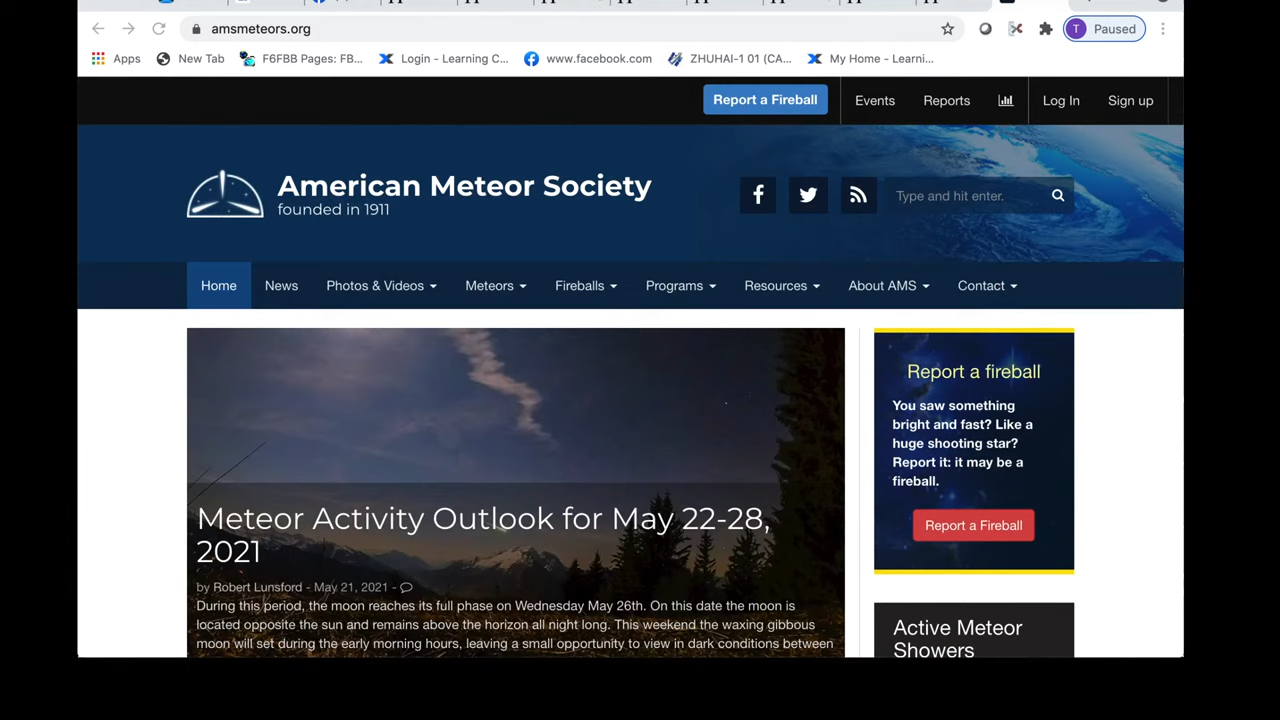 amsmeteors.org
T Paused
Apps New Tab F6FBB Pages: FB... Login - Learning C... www.facebook.com ZHUHAI-1 01 (CA... My Home - Learni...
Report a Fireball Events Reports Log In Sign up
American Meteor Society
founded in 1911
Type and hit enter.
Home News Photos & Videos Meteors Fireballs Programs Resources About AMS Contact
Meteor Activity Outlook for May 22-28,
2021
by Robert Lunsford - May 21, 2021 -
During this period, the moon reaches its full phase on Wednesday May 26th. On this date the moon is
located opposite the sun and remains above the horizon all night long. This weekend the waxing gibbous
moon will set during the early morning hours, leaving a small opportunity to view in dark conditions between
Report a fireball
You saw something
bright and fast? Like a
huge shooting star?
Report it: it may be a
fireball.
Report a Fireball
Active Meteor
Showers